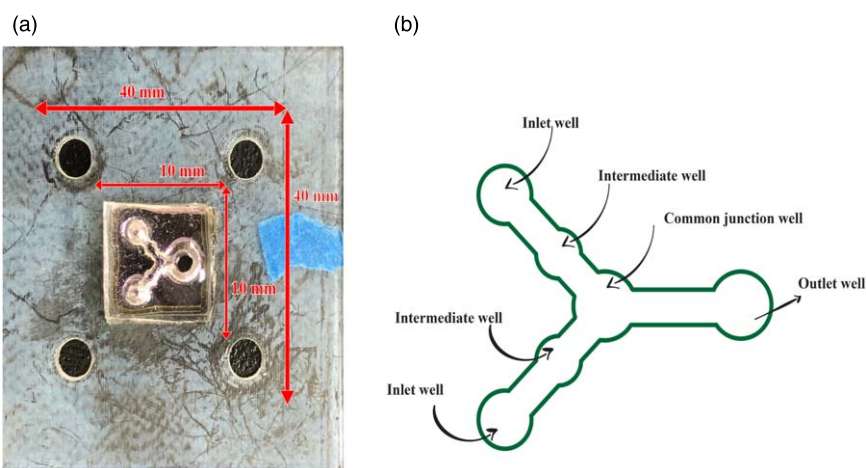 (a)
(b)
40 mm
10 mm
40 mm
10 mm
Inlet well
Intermediate well
Common junction well
Outlet well
Intermediate well
Inlet well